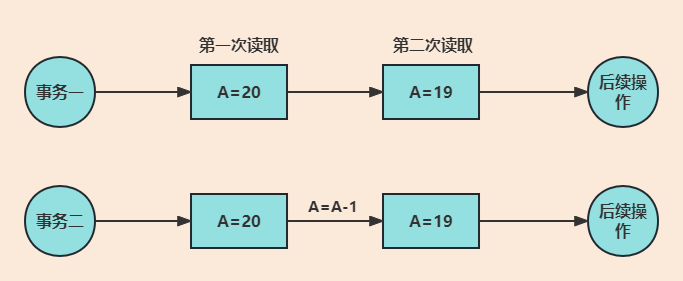 第一次读取
第二次读取
事务一
A=20
A=19
后续操
作
事务二
A=20
A=A-1
A=19
后续操
作